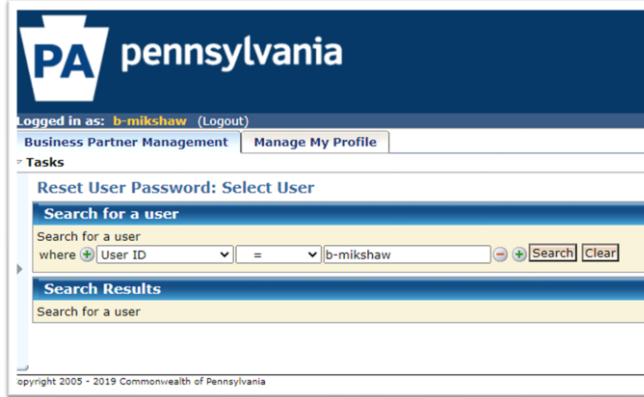 PA pennsylvania
Logged in as: b-mikshaw (Logout)
Business Partner Management Manage My Profile
Tasks
Reset User Password: Select User
Search for a user
Search for a user
where User ID = b-mikshaw Search Clear
Search Results
Search for a user
opyright 2005 - 2019 Commonwealth of Pennsylvania